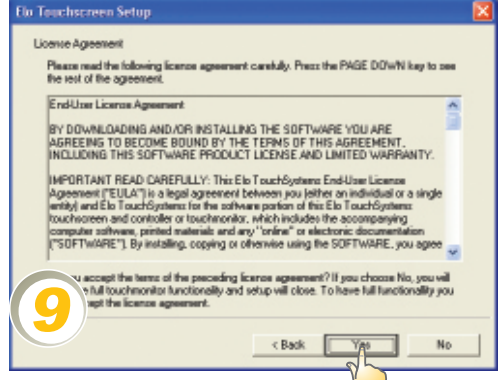 Elo Touchscreen Setup
License Agreement
Please read the following license agreement carefully. Press the PAGE DOWN key to see
the rest of the agreement.
End-User License Agreement
BY DOWNLOADING AND/OR INSTALLING THE SOFTWARE YOU ARE
AGREEING TO BECOME BOUND BY THE TERMS OF THIS AGREEMENT,
INCLUDING THIS SOFTWARE PRODUCT LICENSE AND LIMITED WARRANTY.
IMPORTANT READ CAREFULLY: This Elo TouchSystems End-User License
Agreement ("EULA") is a legal agreement between you (either an individual or a single
entity) and Elo TouchSystems for the software portion of this Elo TouchSystems
touchscreen and controller or touchmonitor, which includes the accompanying
computer software, printed materials and any "online" or electronic documentation
("SOFTWARE"). By installing, copying or otherwise using the SOFTWARE, you agree
you accept the terms of the preceding license agreement? If you choose No, you will
full touchmonitor functionality and setup will close. To have full functionality you
the license agreement.
9
< Back
Yes
No